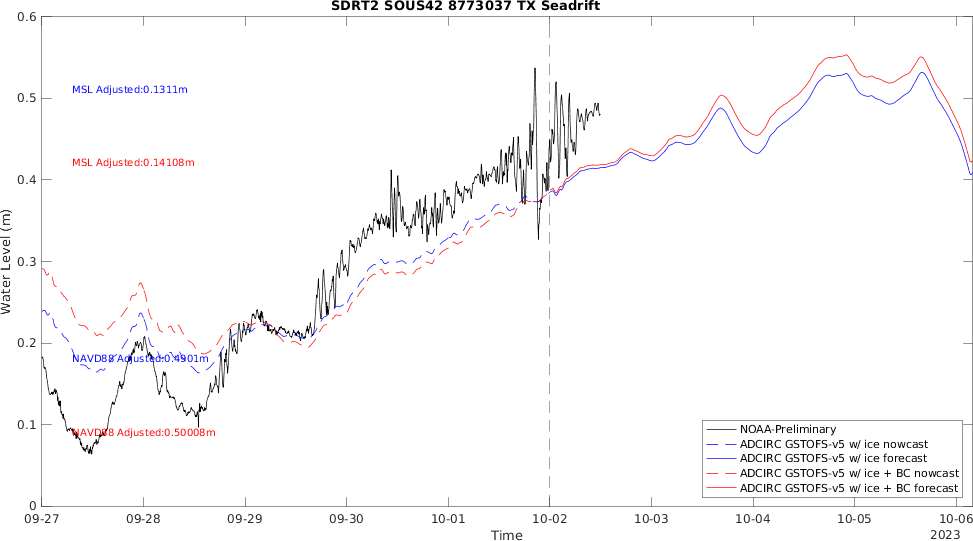 SDRT2 SOUS42 8773037 TX Seadrift
0.6
0.5
0.4
0.3
0.2
0.1
0
Water Level (m)
MSL Adjusted:0.1311m
MSL Adjusted:0.14108m
NAVD88 Adjusted:0.4901m
NAVD88 Adjusted:0.50008m
NOAA-Preliminary
ADCIRC GSTOFS-v5 w/ ice nowcast
ADCIRC GSTOFS-v5 w/ ice forecast
ADCIRC GSTOFS-v5 w/ ice + BC nowcast
ADCIRC GSTOFS-v5 w/ ice + BC forecast
09-27 09-28 09-29 09-30 10-01 10-02 10-03 10-04 10-05 10-06
Time 2023